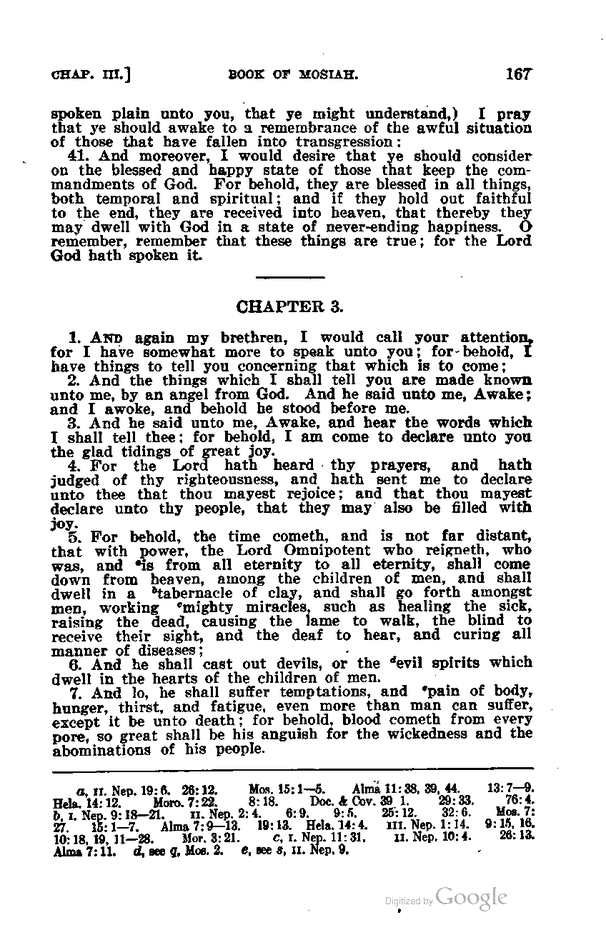 CHAP. III.] BOOK OF MOSIAH. 167
spoken plain unto you, that ye might understand,) I pray
that ye should awake to a remembrance of the awful situation
of those that have fallen into transgression:
41. And moreover, I would desire that ye should consider
on the blessed and happy state of those that keep the com-
mandments of God. For behold, they are blessed in all things,
both temporal and spiritual; and if they hold out faithful
to the end, they are received into heaven, that thereby they
may dwell with God in a state of never-ending happiness. O
remember, remember that these things are true; for the Lord
God hath spoken it.
CHAPTER 3.
1. AND again my brethren, I would call your attention,
for I have somewhat more to speak unto you; for behold, I
have things to tell you concerning that which is to come;
2. And the things which I shall tell you are made known
unto me, by an angel from God. And he said unto me, Awake;
and I awoke, and behold he stood before me.
3. And he said unto me, Awake, and hear the words which
I shall tell thee; for behold, I am come to declare unto you
the glad tidings of great joy.
4. For the Lord hath heard thy prayers, and hath
judged of thy righteousness, and hath sent me to declare
unto thee that thou mayest rejoice; and that thou mayest
declare unto thy people, that they may also be filled with
joy.
5. For behold, the time cometh, and is not far distant,
that with power, the Lord Omnipotent who reigneth, who
was, and ᵃis from all eternity to all eternity, shall come
down from heaven, among the children of men, and shall
dwell in a ᵇtabernacle of clay, and shall go forth amongst
men, working ᶜmighty miracles, such as healing the sick,
raising the dead, causing the lame to walk, the blind to
receive their sight, and the deaf to hear, and curing all
manner of diseases;
6. And he shall cast out devils, or the ᵈevil spirits which
dwell in the hearts of the children of men.
7. And lo, he shall suffer temptations, and ᵉpain of body,
hunger, thirst, and fatigue, even more than man can suffer,
except it be unto death; for behold, blood cometh from every
pore, so great shall be his anguish for the wickedness and the
abominations of his people.
a, II. Nep. 19:6. 26:12. Mos. 15:1—5. Alma 11:38, 39, 44. 13:7—9.
Hela. 14:12. Moro. 7:22. 8:18. Doc. & Cov. 39 1. 29:33. 76:4.
b, I. Nep. 9:18—21. II. Nep. 2:4. 6:9. 9:5. 25:12. 32:6. Mos. 7:
27. 15:1—7. Alma 7:9—13. 19:13. Hela. 14:4. III. Nep. 1:14. 9:15, 16.
10:18, 19, 11—28. Mor. 3:21. c, I. Nep. 11:31. II. Nep. 10:4. 26:13.
Alma 7:11. d, see q, Mos. 2. e, see s, II. Nep. 9.
Digitized by Google